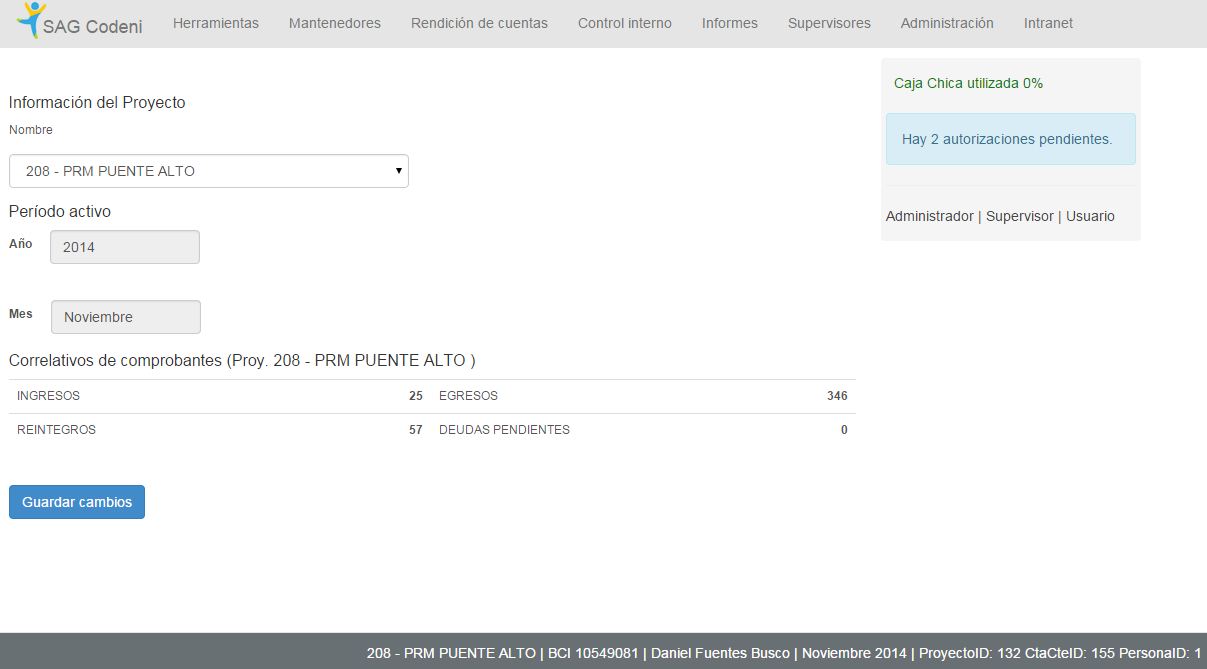 SAG Codeni Herramientas Mantenedores Rendición de cuentas Control interno Informes Supervisores Administración Intranet
Caja Chica utilizada 0%
Hay 2 autorizaciones pendientes.
Administrador | Supervisor | Usuario
Información del Proyecto
Nombre
208 - PRM PUENTE ALTO
Período activo
Año 2014
Mes Noviembre
Correlativos de comprobantes (Proy. 208 - PRM PUENTE ALTO )
INGRESOS 25 EGRESOS 346
REINTEGROS 57 DEUDAS PENDIENTES 0
Guardar cambios
208 - PRM PUENTE ALTO | BCI 10549081 | Daniel Fuentes Busco | Noviembre 2014 | ProyectoID: 132 CtaCteID: 155 PersonaID: 1